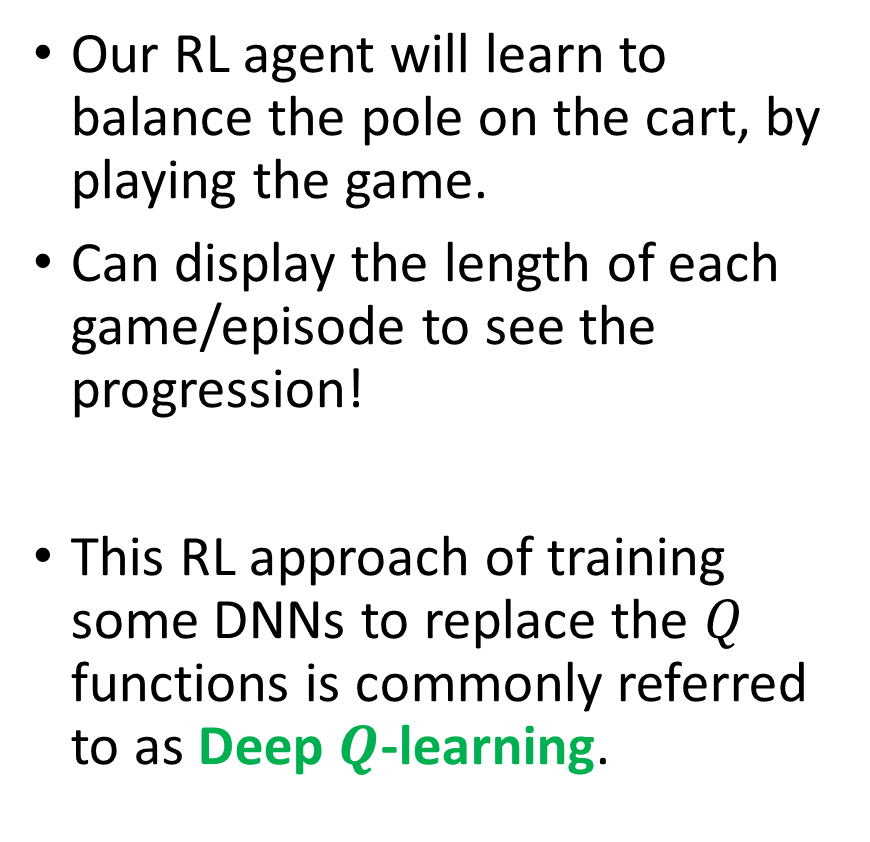 • Our RL agent will learn to
balance the pole on the cart, by
playing the game.
• Can display the length of each
game/episode to see the
progression!
• This RL approach of training
some DNNs to replace the 𝑄
functions is commonly referred
to as Deep 𝑸-learning.